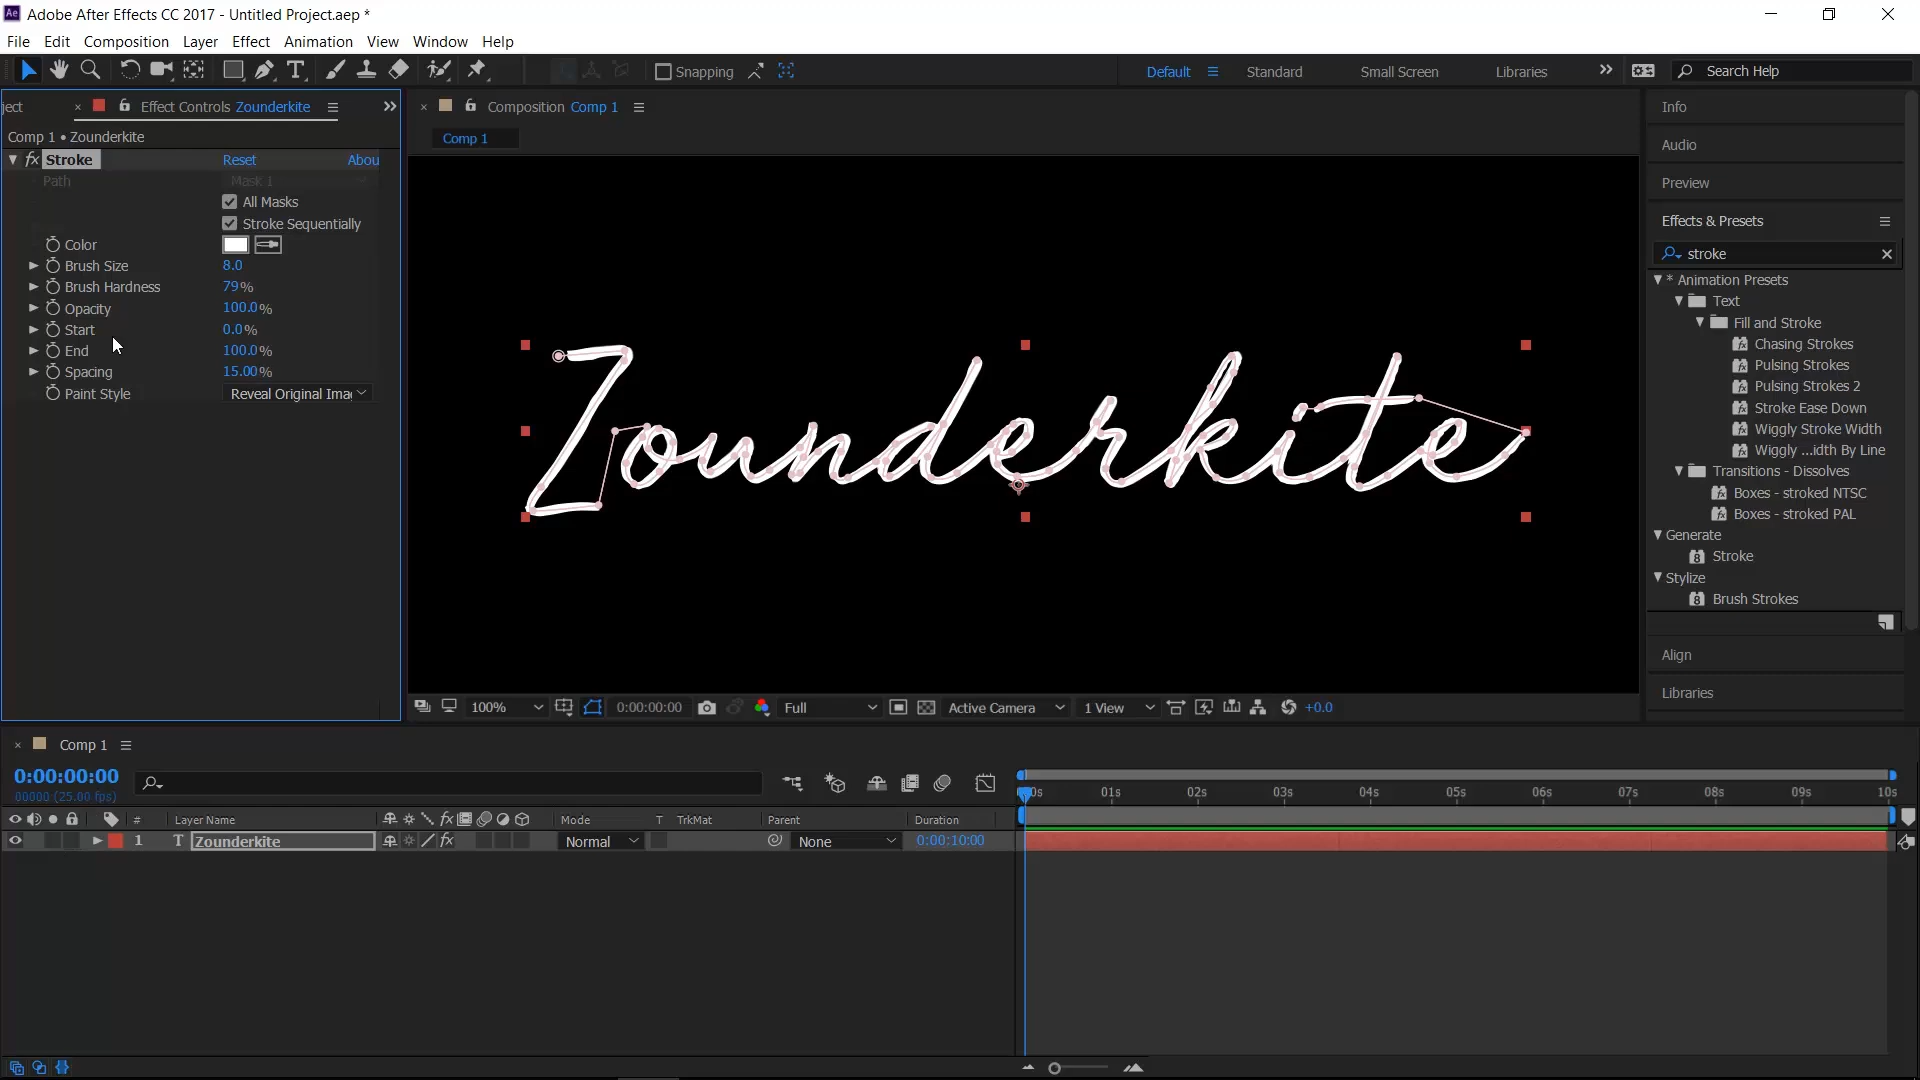 Ae Adobe After Effects CC 2017 - Untitled Project.aep *
File Edit Composition Layer Effect Animation View Window Help
Snapping
Default Standard Small Screen Libraries
Search Help
ject
Effect Controls Zounderkite
Comp 1 • Zounderkite
fx Stroke Reset Abou
Path Mask 1
All Masks
Stroke Sequentially
Color
Brush Size 8.0
Brush Hardness 79%
Opacity 100.0%
Start 0.0%
End 100.0%
Spacing 15.00%
Paint Style Reveal Original Imag
Composition Comp 1
Comp 1
Zounderkite
100% 0:00:00:00 Full Active Camera 1 View +0.0
Info
Audio
Preview
Effects & Presets
stroke
* Animation Presets
Text
Fill and Stroke
Chasing Strokes
Pulsing Strokes
Pulsing Strokes 2
Stroke Ease Down
Wiggly Stroke Width
Wiggly ...idth By Line
Transitions - Dissolves
Boxes - stroked NTSC
Boxes - stroked PAL
Generate
8 Stroke
Stylize
8 Brush Strokes
Align
Libraries
Comp 1
0:00:00:00
00000 (25.00 fps)
0s 01s 02s 03s 04s 05s 06s 07s 08s 09s 10s
# Layer Name fx Mode T TrkMat Parent Duration
1 T Zounderkite fx Normal None 0:00:10:00